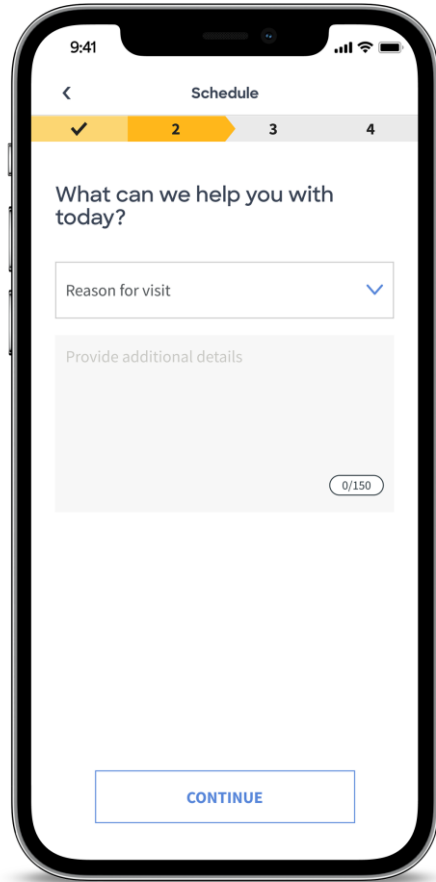 9:41
Schedule
2 3 4
What can we help you with
today?
Reason for visit
Provide additional details
0/150
CONTINUE